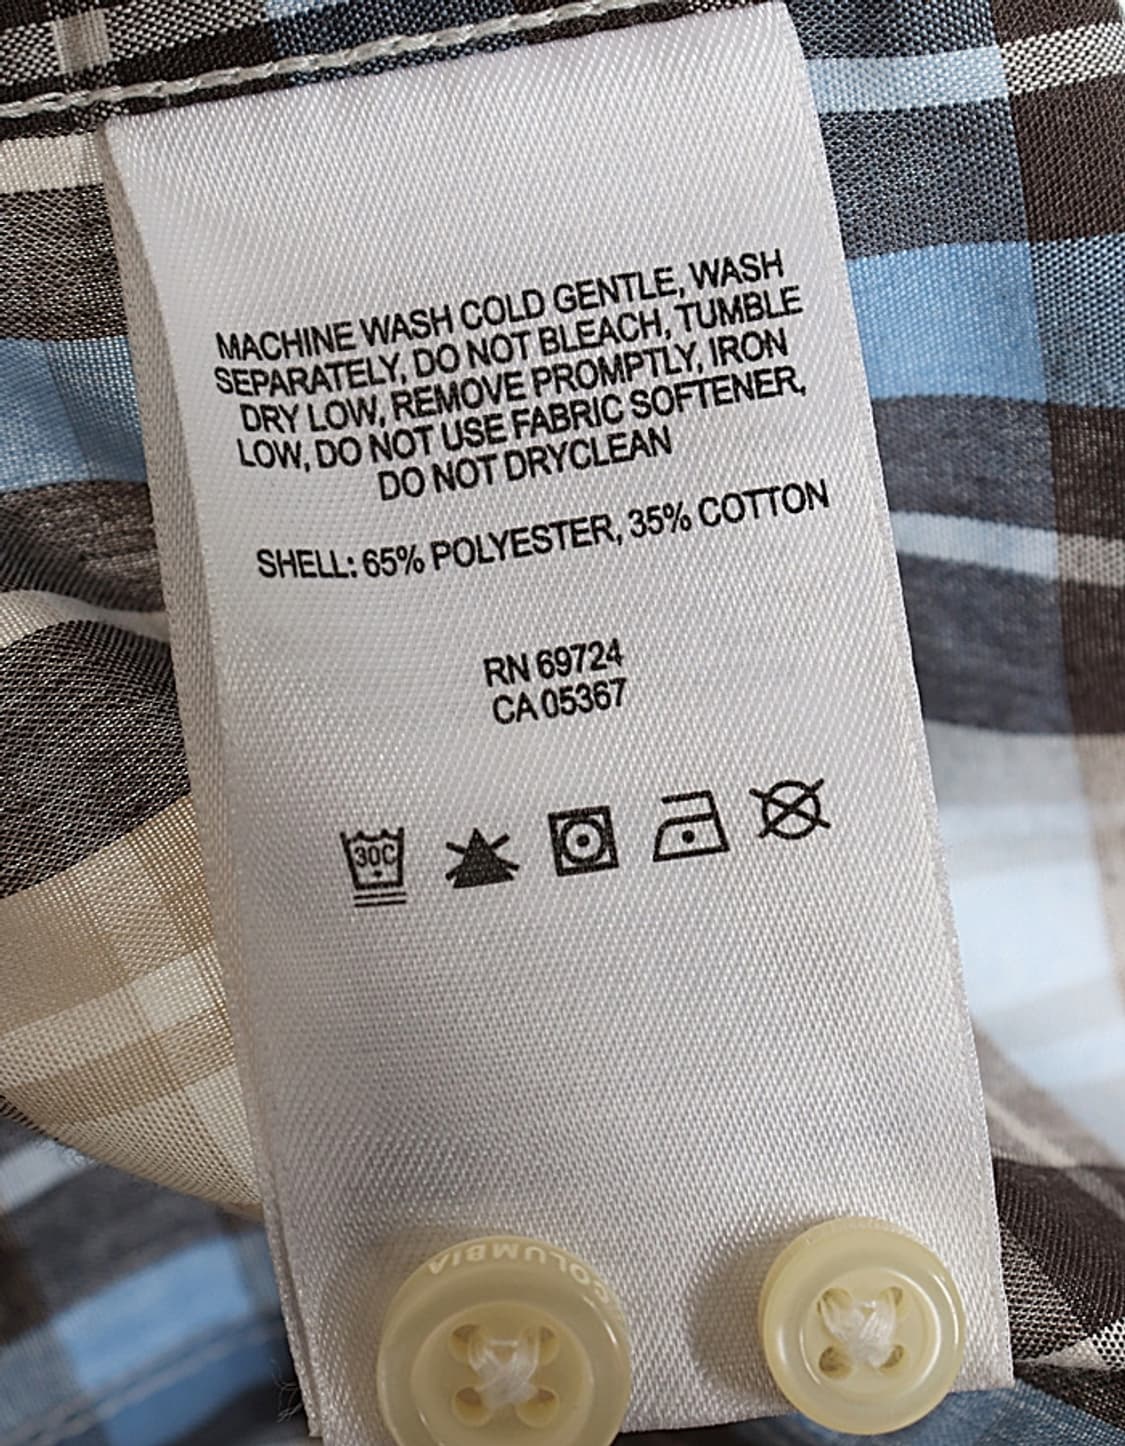 MACHINE WASH COLD GENTLE, WASH
SEPARATELY, DO NOT BLEACH, TUMBLE
DRY LOW, REMOVE PROMPTLY, IRON
LOW, DO NOT USE FABRIC SOFTENER,
DO NOT DRYCLEAN
SHELL: 65% POLYESTER, 35% COTTON
RN 69724
CA 05367
30C
COLUMBIA